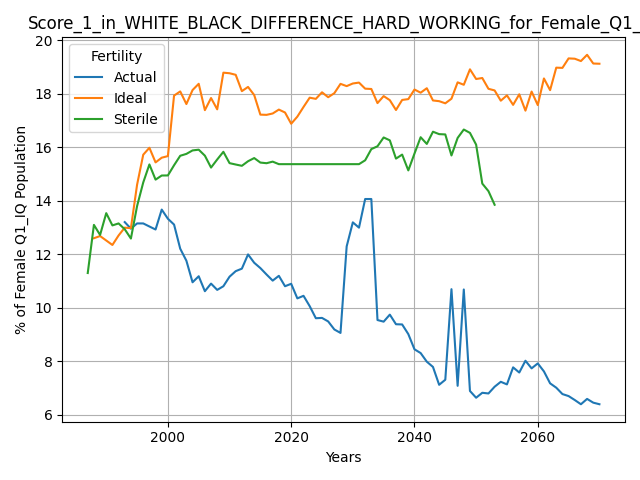 Score_1_in_WHITE_BLACK_DIFFERENCE_HARD_WORKING_for_Female_Q1_
Fertility
Actual
Ideal
Sterile
% of Female Q1_IQ Population
20
18
16
14
12
10
8
6
2000 2020 2040 2060
Years